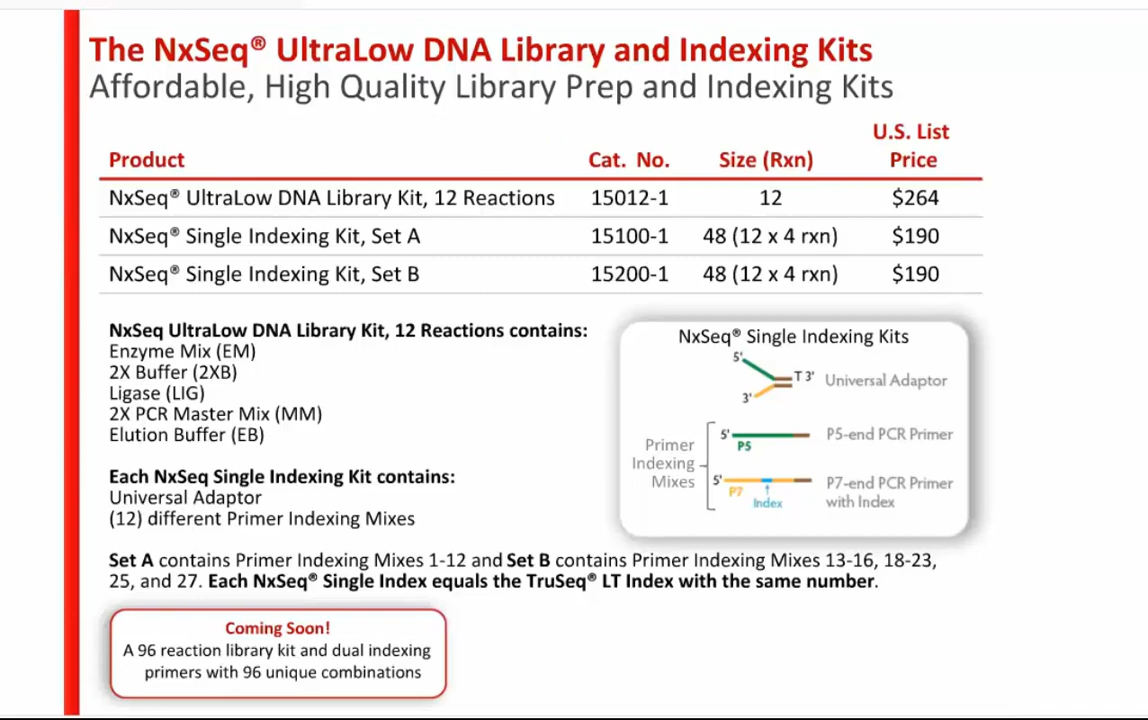 The NxSeq® UltraLow DNA Library and Indexing Kits
Affordable, High Quality Library Prep and Indexing Kits
Product Cat. No. Size (Rxn) U.S. List Price
NxSeq® UltraLow DNA Library Kit, 12 Reactions 15012-1 12 $264
NxSeq® Single Indexing Kit, Set A 15100-1 48 (12 x 4 rxn) $190
NxSeq® Single Indexing Kit, Set B 15200-1 48 (12 x 4 rxn) $190
NxSeq UltraLow DNA Library Kit, 12 Reactions contains:
Enzyme Mix (EM)
2X Buffer (2XB)
Ligase (LIG)
2X PCR Master Mix (MM)
Elution Buffer (EB)
Each NxSeq Single Indexing Kit contains:
Universal Adaptor
(12) different Primer Indexing Mixes
NxSeq® Single Indexing Kits
5'
T 3' Universal Adaptor
3'
Primer
Indexing
Mixes
5' P5-end PCR Primer
P5
5' P7-end PCR Primer
with Index
P7
Index
Set A contains Primer Indexing Mixes 1-12 and Set B contains Primer Indexing Mixes 13-16, 18-23,
25, and 27. Each NxSeq® Single Index equals the TruSeq® LT Index with the same number.
Coming Soon!
A 96 reaction library kit and dual indexing
primers with 96 unique combinations